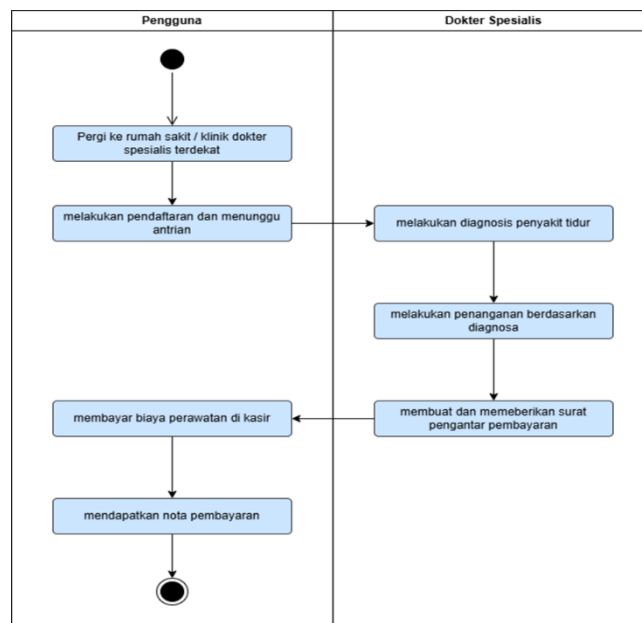 Pengguna
Dokter Spesialis
Pergi ke rumah sakit / klinik dokter
spesialis terdekat
melakukan pendaftaran dan menunggu
antrian
melakukan diagnosis penyakit tidur
melakukan penanganan berdasarkan
diagnosa
membuat dan memeberikan surat
pengantar pembayaran
membayar biaya perawatan di kasir
mendapatkan nota pembayaran